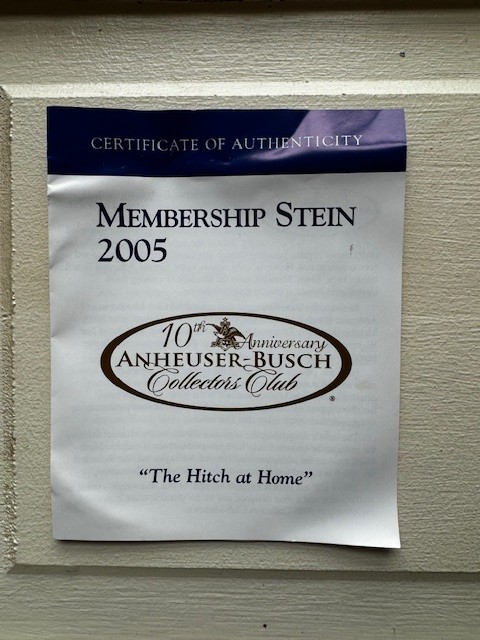 CERTIFICATE OF AUTHENTICITY
MEMBERSHIP STEIN
2005
10th Anniversary
ANHEUSER-BUSCH
Collectors Club
®
"The Hitch at Home"